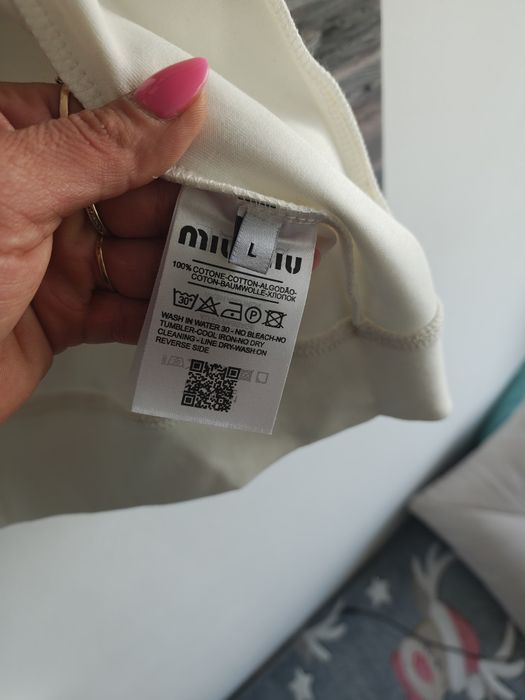 miu miu
L
100% COTONE-COTTON-ALGODÃO-
COTON-BAUMWOLLE-ХЛОПОК
30°
P
WASH IN WATER 30 - NO BLEACH-NO
TUMBLER-COOL IRON-NO DRY
CLEANING - LINE DRY-WASH ON
REVERSE SIDE